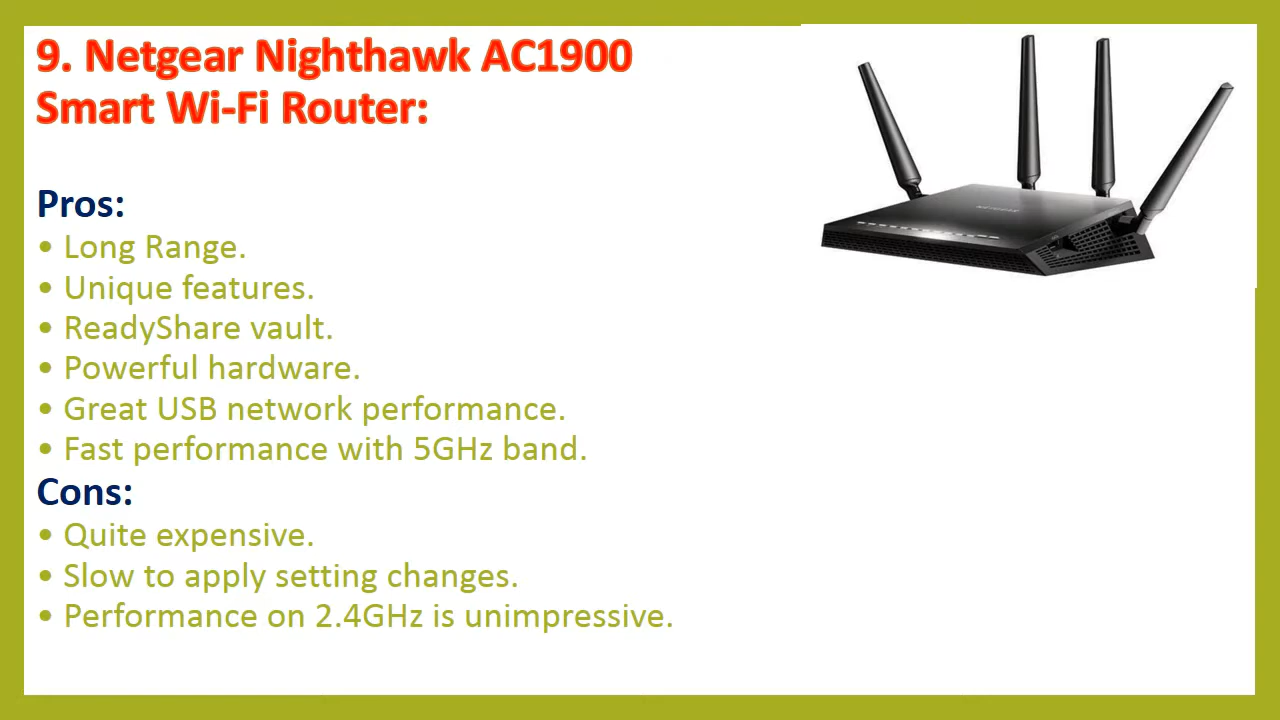 9. Netgear Nighthawk AC1900
Smart Wi-Fi Router:
NETGEAR
Pros:
• Long Range.
• Unique features.
• ReadyShare vault.
• Powerful hardware.
• Great USB network performance.
• Fast performance with 5GHz band.
Cons:
• Quite expensive.
• Slow to apply setting changes.
• Performance on 2.4GHz is unimpressive.